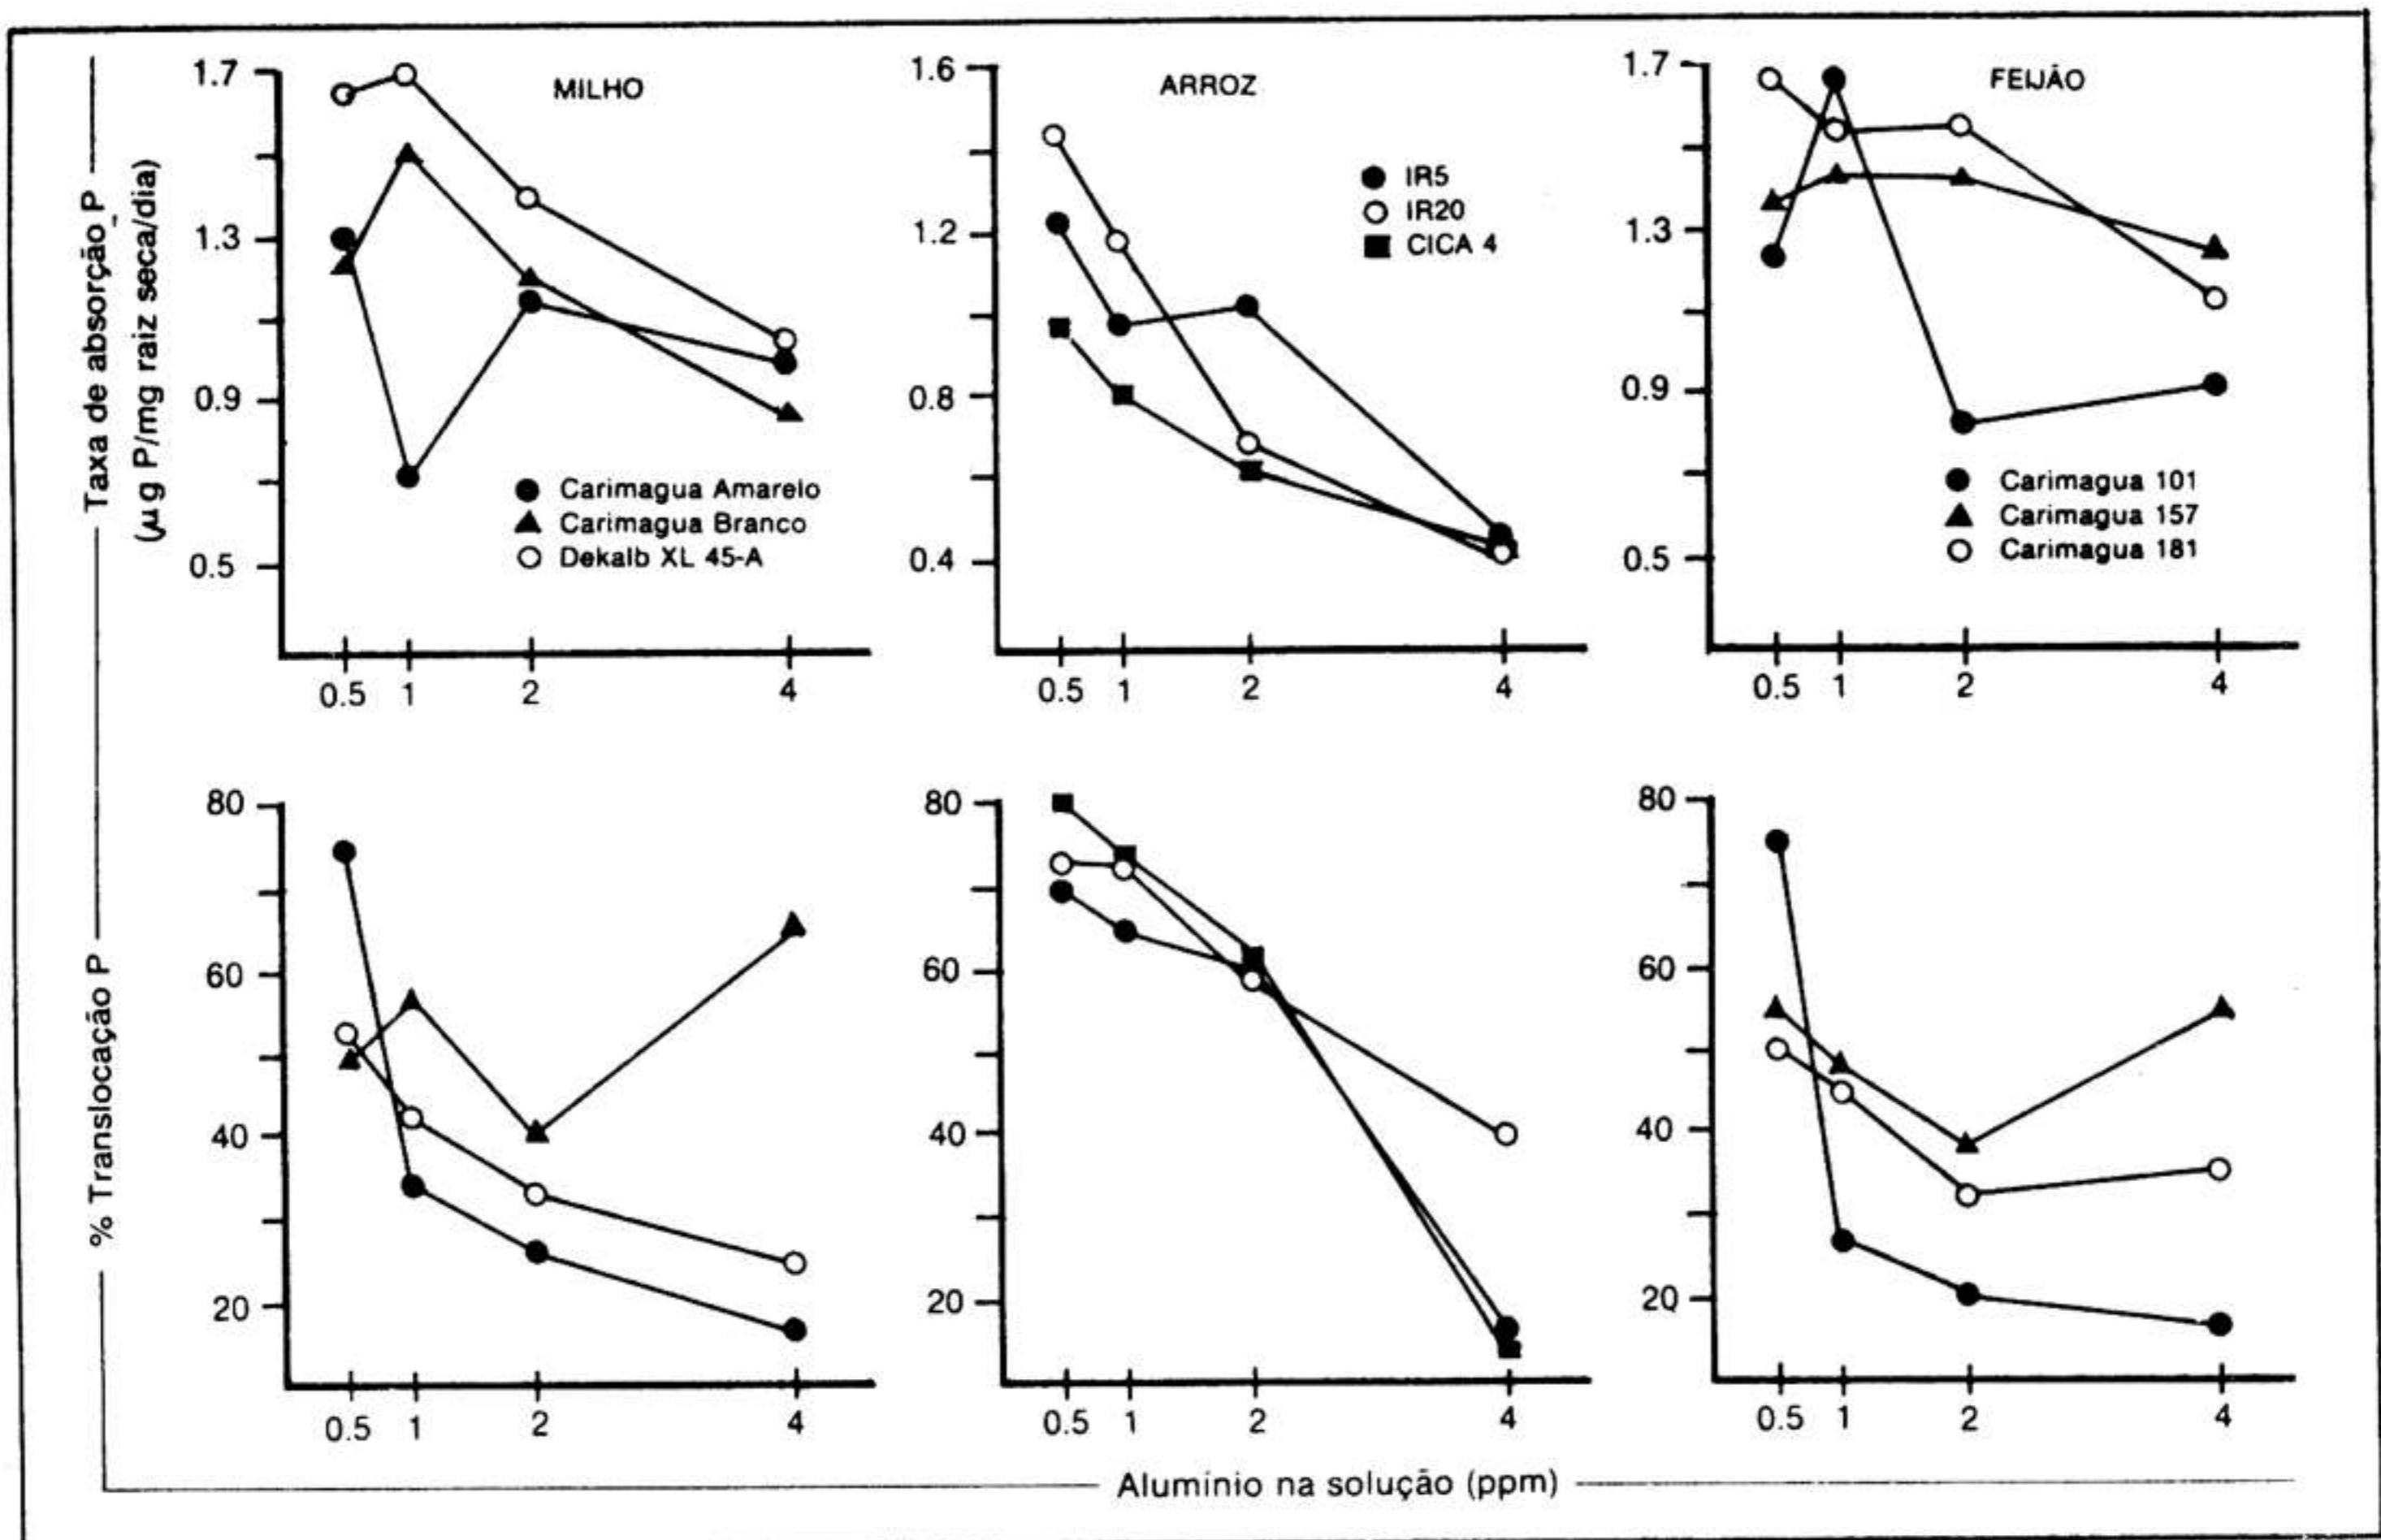 Taxa de absorção P
(µg P/mg raiz seca/dia)
MILHO
1.7
1.3
0.9
0.5
● Carimagua Amarelo
▲ Carimagua Branco
○ Dekalb XL 45-A
0.5 1 2 4
ARROZ
1.6
1.2
0.8
0.4
● IR5
○ IR20
■ CICA 4
0.5 1 2 4
FEIJÃO
1.7
1.3
0.9
0.5
● Carimagua 101
▲ Carimagua 157
○ Carimagua 181
0.5 1 2 4
% Translocação P
80
60
40
20
0.5 1 2 4
80
60
40
20
0.5 1 2 4
80
60
40
20
0.5 1 2 4
Alumínio na solução (ppm)